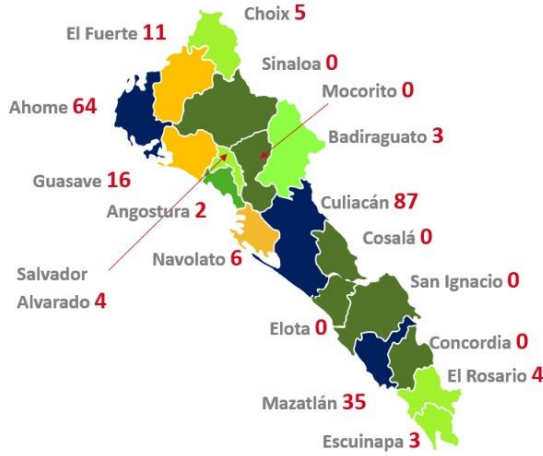 Choix 5
El Fuerte 11
Sinaloa 0
Mocorito 0
Ahome 64
Badiraguato 3
Guasave 16
Culiacán 87
Angostura 2
Cosalá 0
Navolato 6
Salvador
Alvarado 4
San Ignacio 0
Elota 0
Concordia 0
El Rosario 4
Mazatlán 35
Escuinapa 3